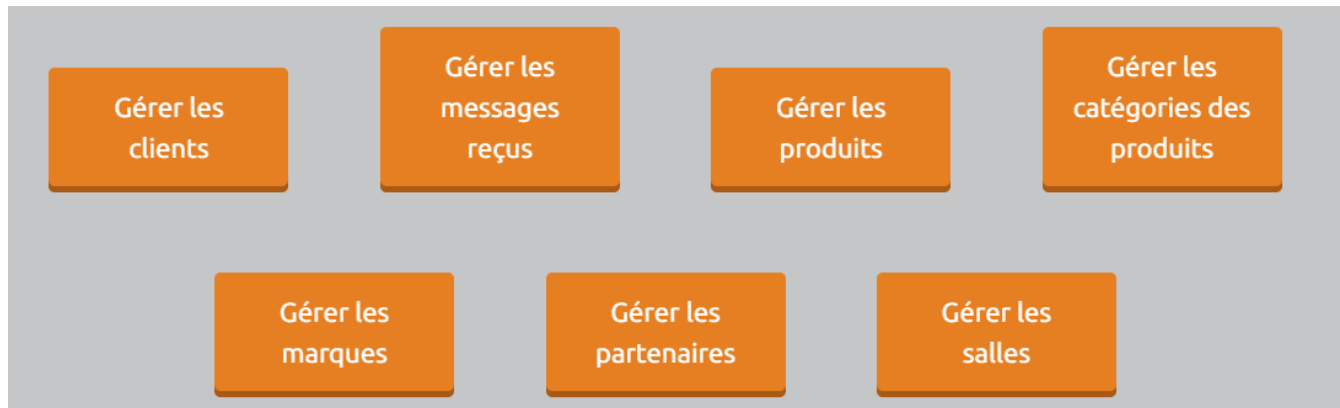 Gérer les
clients
Gérer les
messages
reçus
Gérer les
produits
Gérer les
catégories des
produits
Gérer les
marques
Gérer les
partenaires
Gérer les
salles